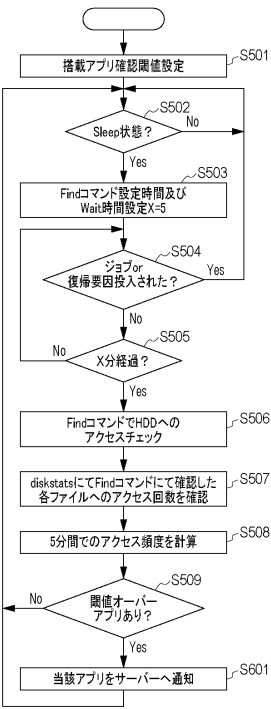 S501
搭載アプリ確認閾値設定
S502
Sleep状態？
No
Yes
S503
Findコマンド設定時間及び
Wait時間設定X=5
S504
ジョブor
復帰要因投入された？
Yes
No
S505
No
X分経過？
Yes
S506
FindコマンドでHDDへの
アクセスチェック
S507
diskstatsにてFindコマンドにて確認した
各ファイルへのアクセス回数を確認
S508
5分間でのアクセス頻度を計算
S509
No
閾値オーバー
アプリあり？
Yes
S601
当該アプリをサーバーへ通知